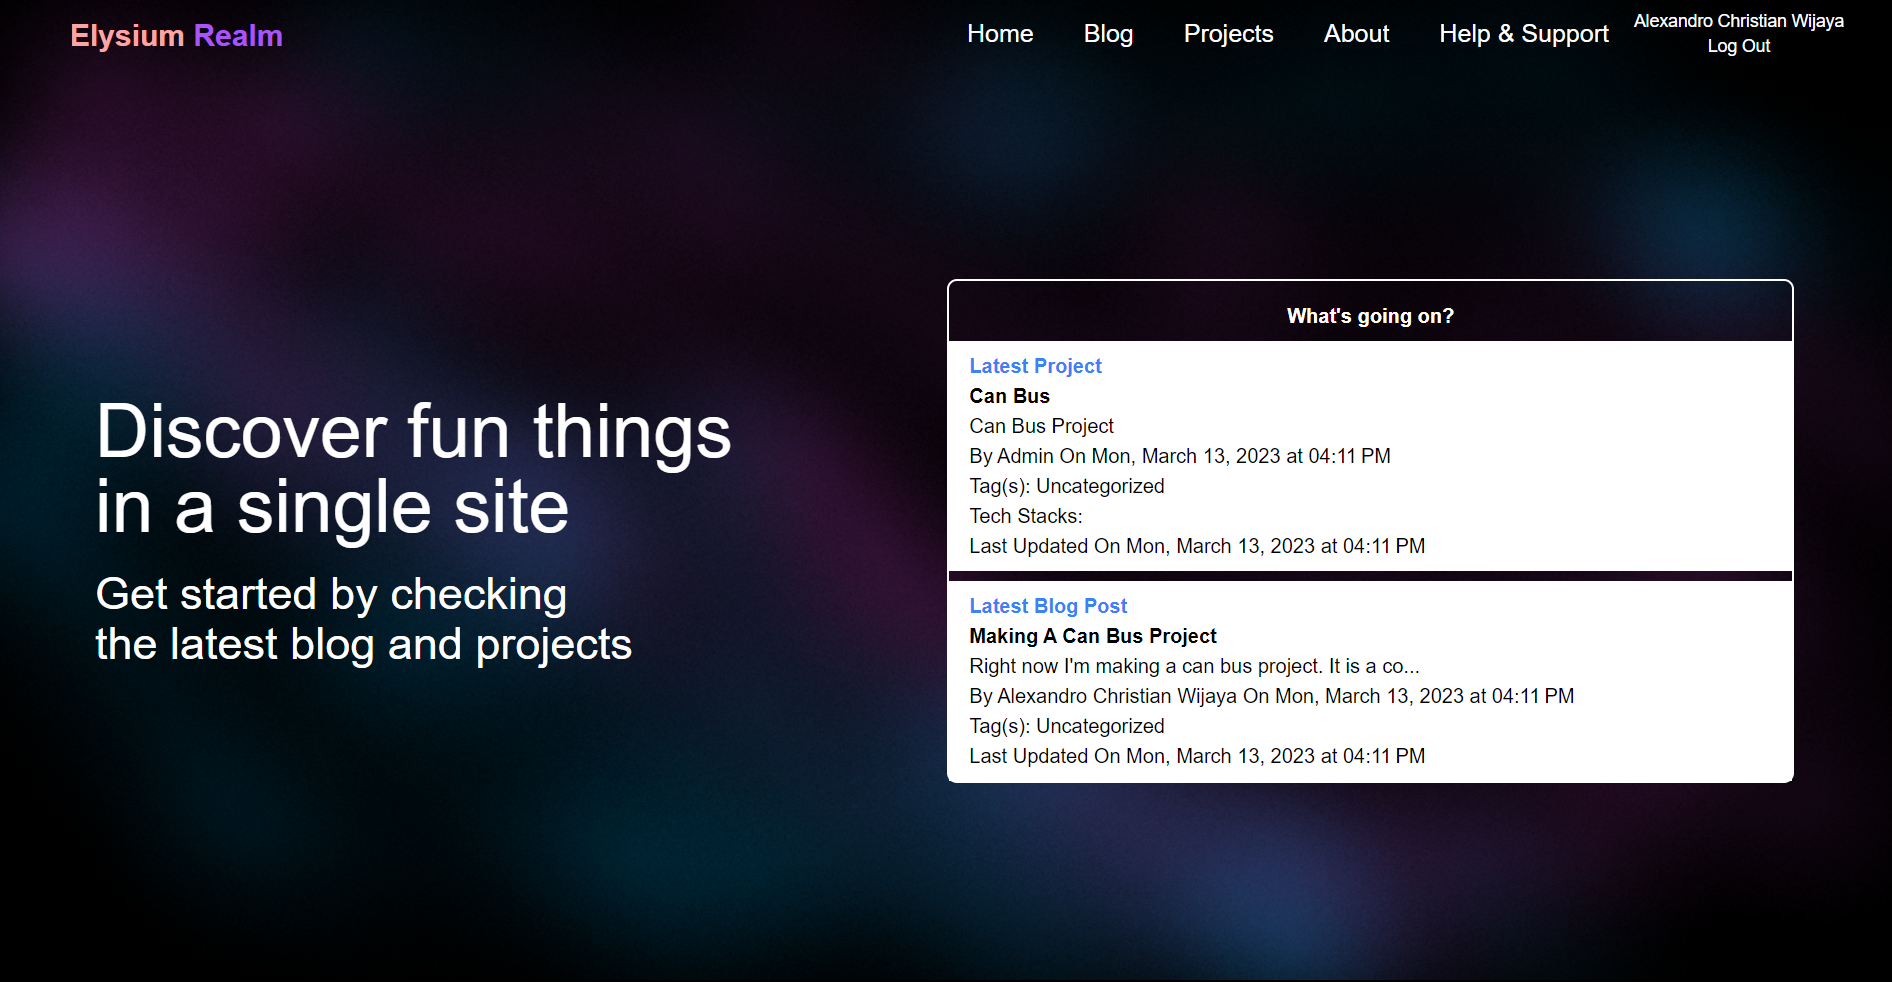 Elysium Realm
Home Blog Projects About Help & Support
Alexandro Christian Wijaya
Log Out
Discover fun things
in a single site
Get started by checking
the latest blog and projects
What's going on?
Latest Project
Can Bus
Can Bus Project
By Admin On Mon, March 13, 2023 at 04:11 PM
Tag(s): Uncategorized
Tech Stacks:
Last Updated On Mon, March 13, 2023 at 04:11 PM
Latest Blog Post
Making A Can Bus Project
Right now I'm making a can bus project. It is a co...
By Alexandro Christian Wijaya On Mon, March 13, 2023 at 04:11 PM
Tag(s): Uncategorized
Last Updated On Mon, March 13, 2023 at 04:11 PM